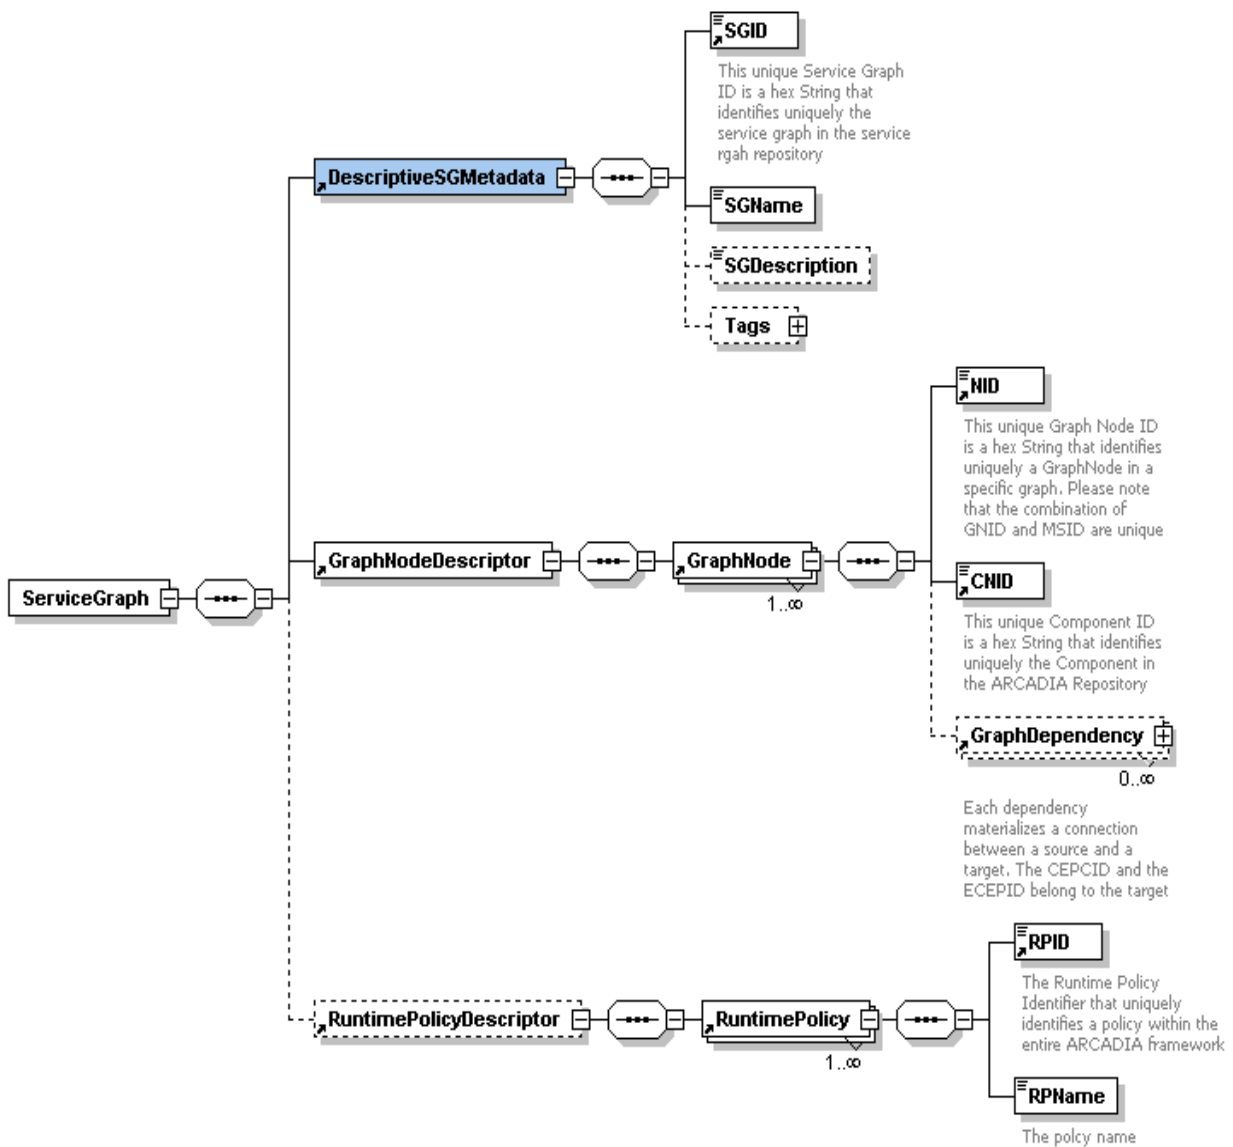 SGID
This unique Service Graph
ID is a hex String that
identifies uniquely the
service graph in the service
rgah repository
DescriptiveSGMetadata
SGName
SGDescription
Tags
NID
This unique Graph Node ID
is a hex String that identifies
uniquely a GraphNode in a
specific graph. Please note
that the combination of
GNID and MSID are unique
GraphNodeDescriptor
GraphNode
1..∞
ServiceGraph
CNID
This unique Component ID
is a hex String that identifies
uniquely the Component in
the ARCADIA Repository
GraphDependency
0..∞
Each dependency
materializes a connection
between a source and a
target. The CEPCID and the
ECEPID belong to the target
RPID
The Runtime Policy
Identifier that uniquely
identifies a policy within the
entire ARCADIA framework
RuntimePolicyDescriptor
RuntimePolicy
1..∞
RPName
The polcy name